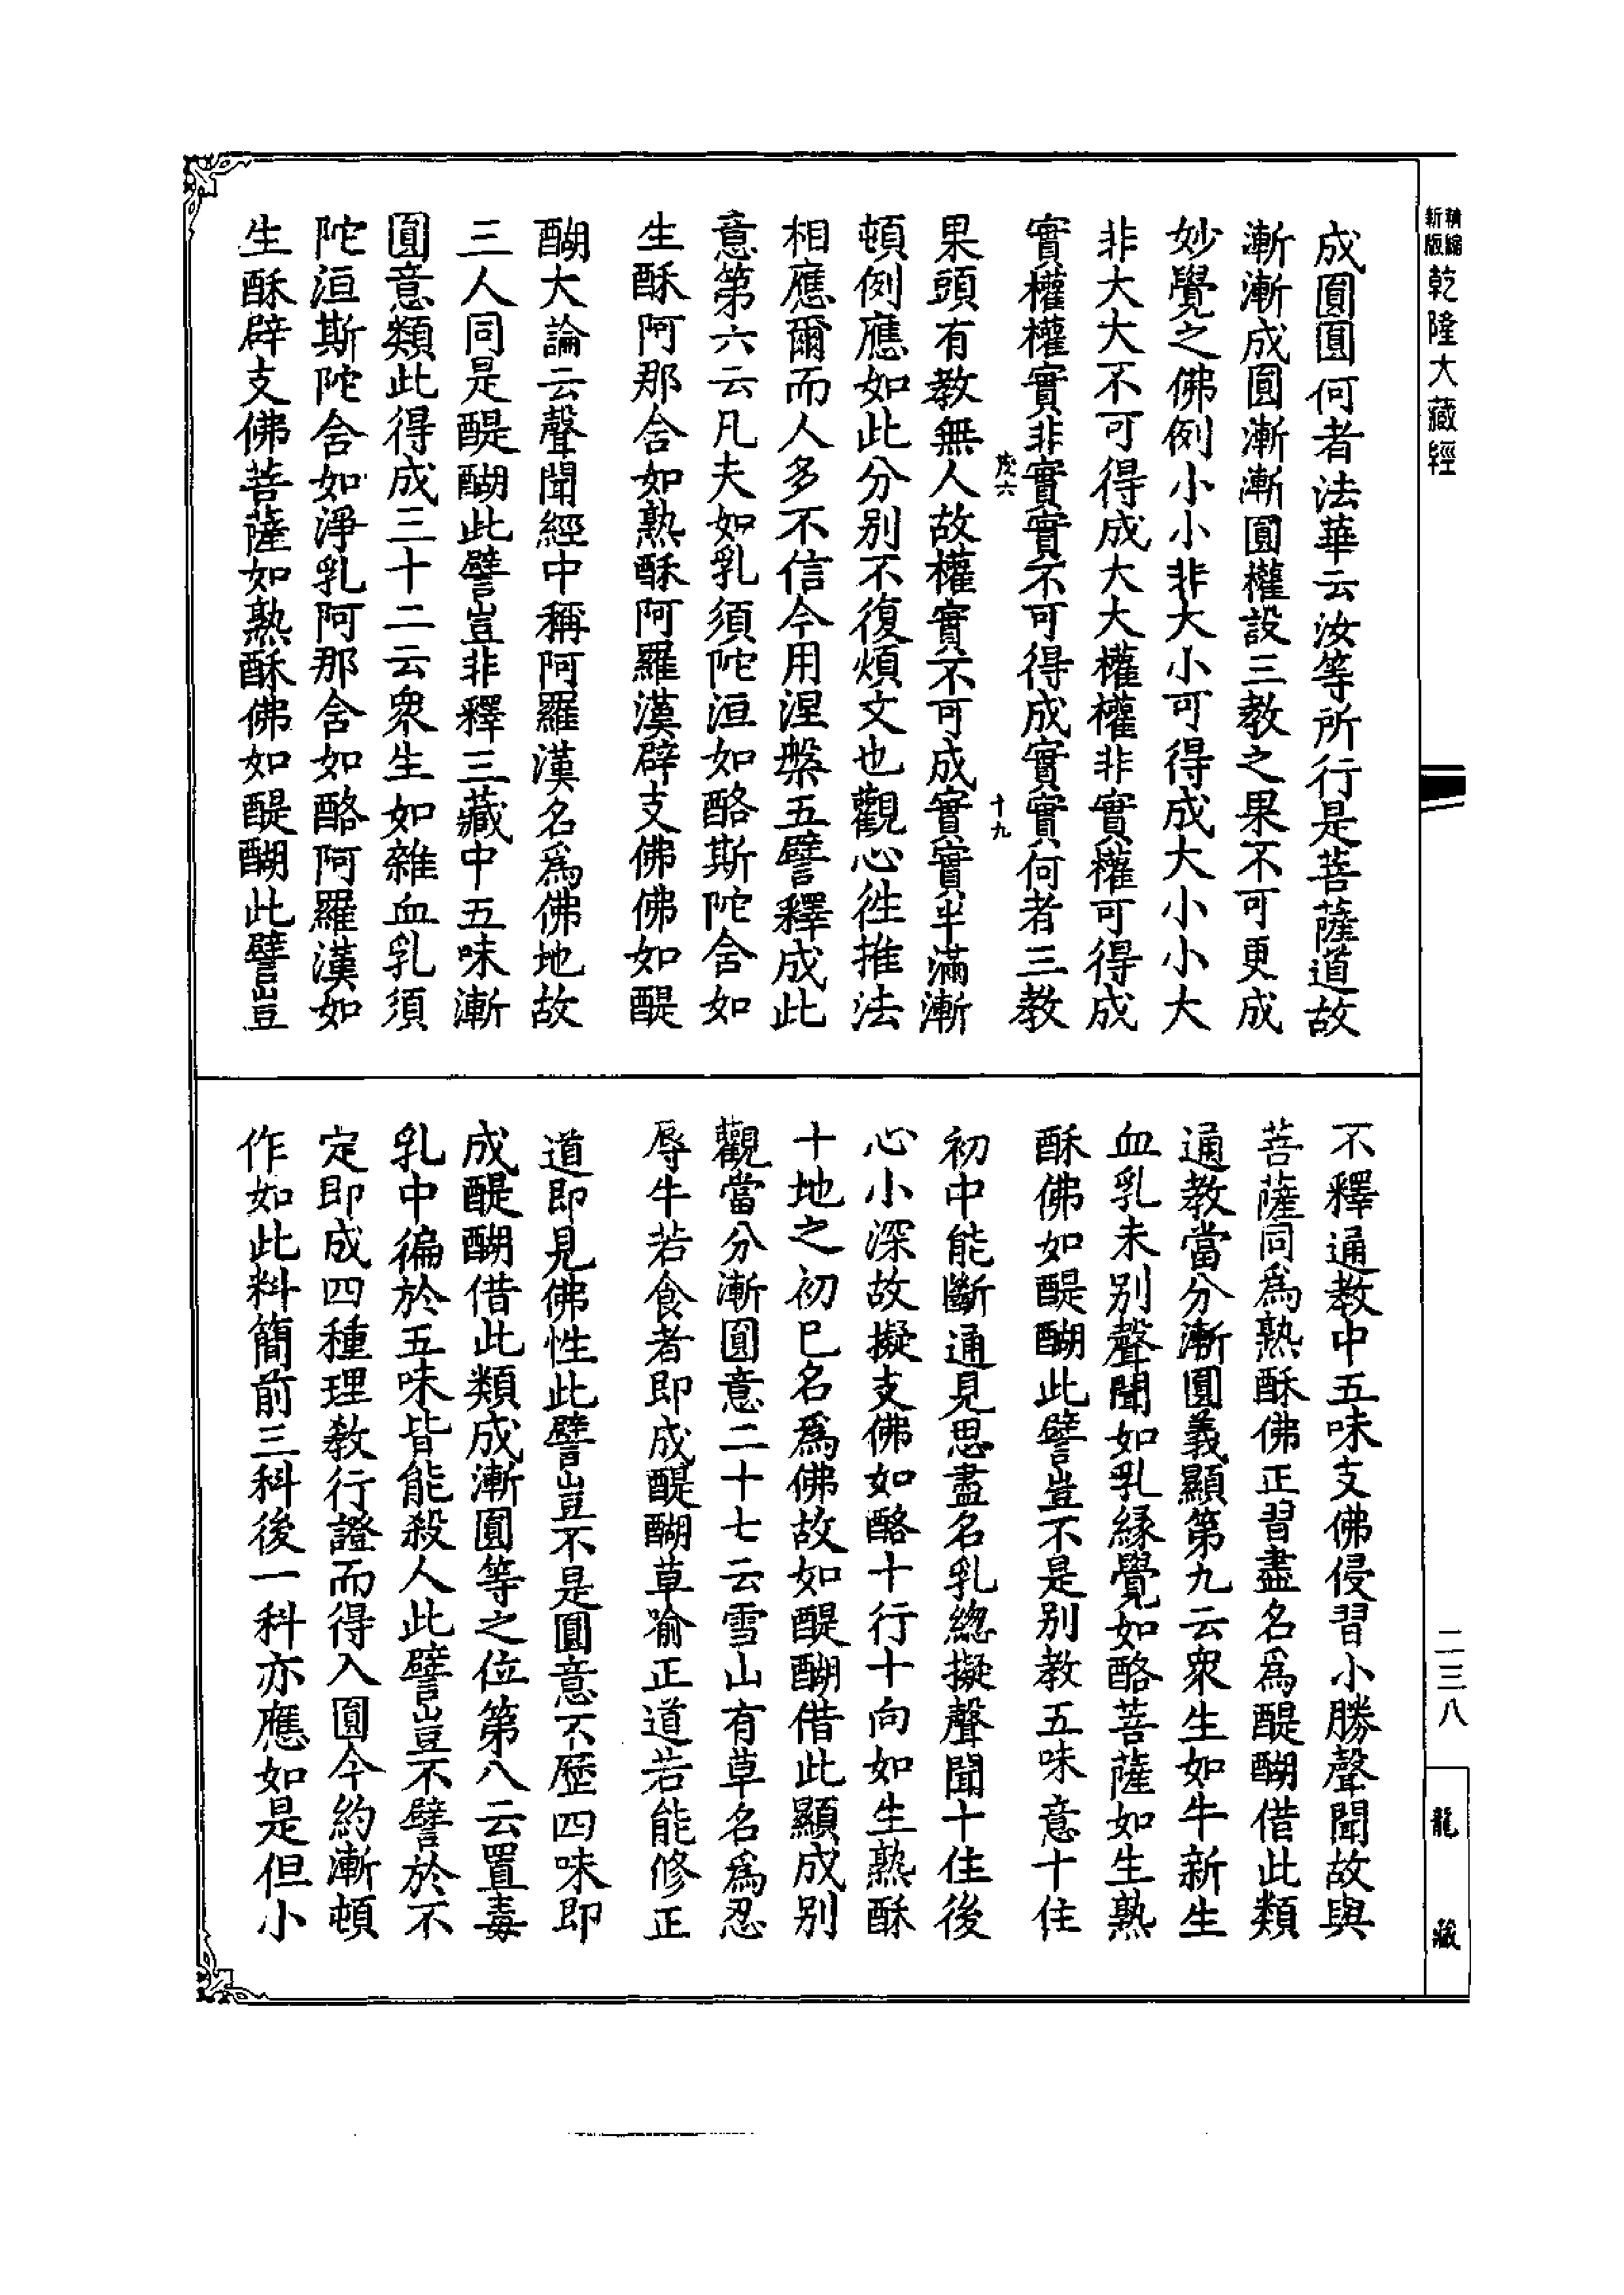 新版
精編
乾隆大藏經
成圓圓何者法華云汝等所行是菩薩道故
漸漸成圓漸漸圓權設三教之果不可更成
妙覺之佛例小小非大小可得成大小小大
非大大不可得成大大權權非實權可得成
實權權實非實實不可得成實實何者三教
茂六
十九
果頭有教無人故權實不可成實實半滿漸
頓例應如此分别不復煩文也觀心徃推法
相應爾而人多不信今用涅槃五譬釋成此
意第六云凡夫如乳須陀洹如酪斯陀含如
生酥阿那含如熟酥阿羅漢辟支佛佛如醍
醐大論云聲聞經中稱阿羅漢名爲佛地故
三人同是醍醐此譬豈非釋三藏中五味漸
圓意類此得成三十二云衆生如雜血乳須
陀洹斯陀含如淨乳阿那含如酪阿羅漢如
生酥辟支佛菩薩如熟酥佛如醍醐此譬豈
不釋通教中五味支佛侵習小勝聲聞故與
菩薩同爲熟酥佛正習盡名爲醍醐借此類
通教當分漸圓義顯第九云衆生如牛新生
血乳未别聲聞如乳緣覺如酪菩薩如生熟
酥佛如醍醐此譬豈不是别教五味意十住
初中能斷通見思盡名乳總擬聲聞十住後
心小深故擬支佛如酪十行十向如生熟酥
十地之初已名爲佛故如醍醐借此顯成别
觀當分漸圓意二十七云雪山有草名爲忍
辱牛若食者即成醍醐草喻正道若能修正
道即見佛性此譬豈不是圓意不歷四味即
成醍醐借此類成漸圓等之位第八云置毒
乳中徧於五味皆能殺人此譬豈不譬於不
定即成四種理教行證而得入圓今約漸頓
作如此料簡前三科後一科亦應如是但小
二三八
龍藏